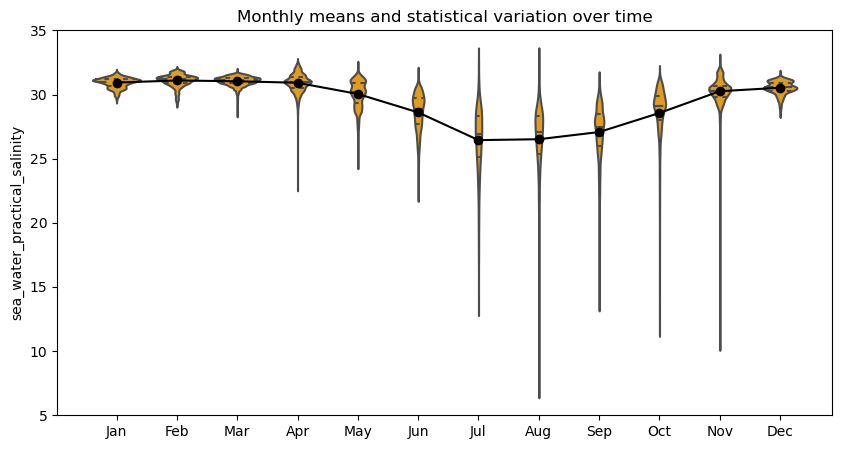 Monthly means and statistical variation over time
sea_water_practical_salinity
35
30
25
20
15
10
5
Jan Feb Mar Apr May Jun Jul Aug Sep Oct Nov Dec